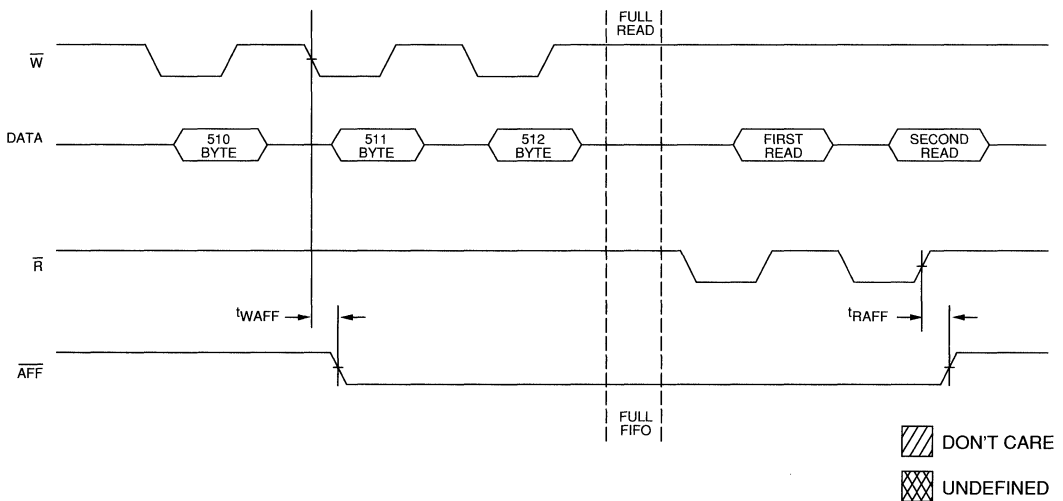 FULL
READ
W
DATA
510
BYTE
511
BYTE
512
BYTE
FIRST
READ
SECOND
READ
R
tWAFF
tRAFF
AFF
FULL
FIFO
DON'T CARE
UNDEFINED